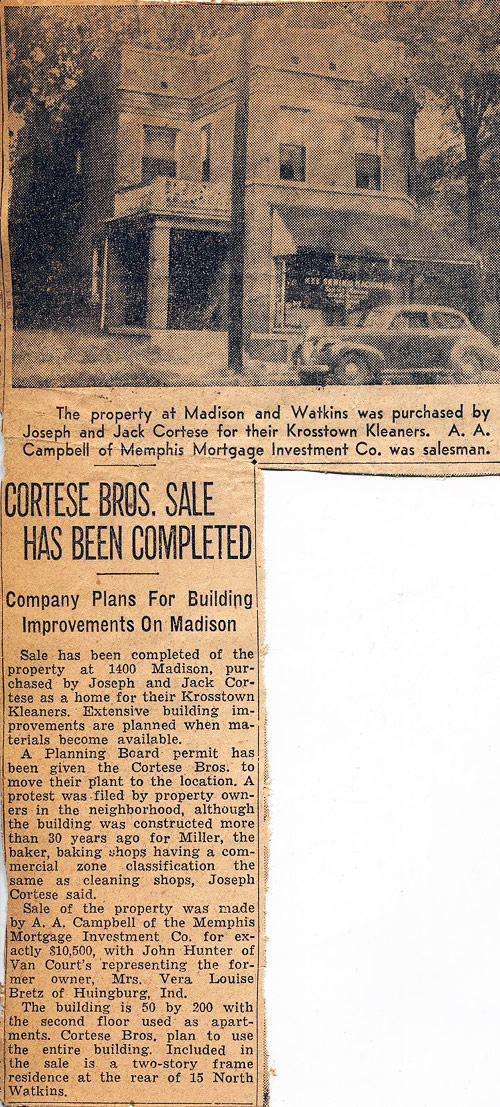 The property at Madison and Watkins was purchased by
Joseph and Jack Cortese for their Krosstown Kleaners. A. A.
Campbell of Memphis Mortgage Investment Co. was salesman.
CORTESE BROS. SALE
HAS BEEN COMPLETED
Company Plans For Building
Improvements On Madison
Sale has been completed of the
property at 1400 Madison, pur-
chased by Joseph and Jack Cor-
tese as a home for their Krosstown
Kleaners. Extensive building im-
provements are planned when ma-
terials become available.
A Planning Board permit has
been given the Cortese Bros. to
move their plant to the location. A
protest was filed by property own-
ers in the neighborhood, although
the building was constructed more
than 30 years ago for Miller, the
baker, baking shops having a com-
mercial zone classification the
same as cleaning shops, Joseph
Cortese said.
Sale of the property was made
by A. A. Campbell of the Memphis
Mortgage Investment Co. for ex-
actly $10,500, with John Hunter of
Van Court's representing the for-
mer owner, Mrs. Vera Louise
Bretz of Huingburg, Ind.
The building is 50 by 200 with
the second floor used as apart-
ments. Cortese Bros. plan to use
the entire building. Included in
the sale is a two-story frame
residence at the rear of 15 North
Watkins.